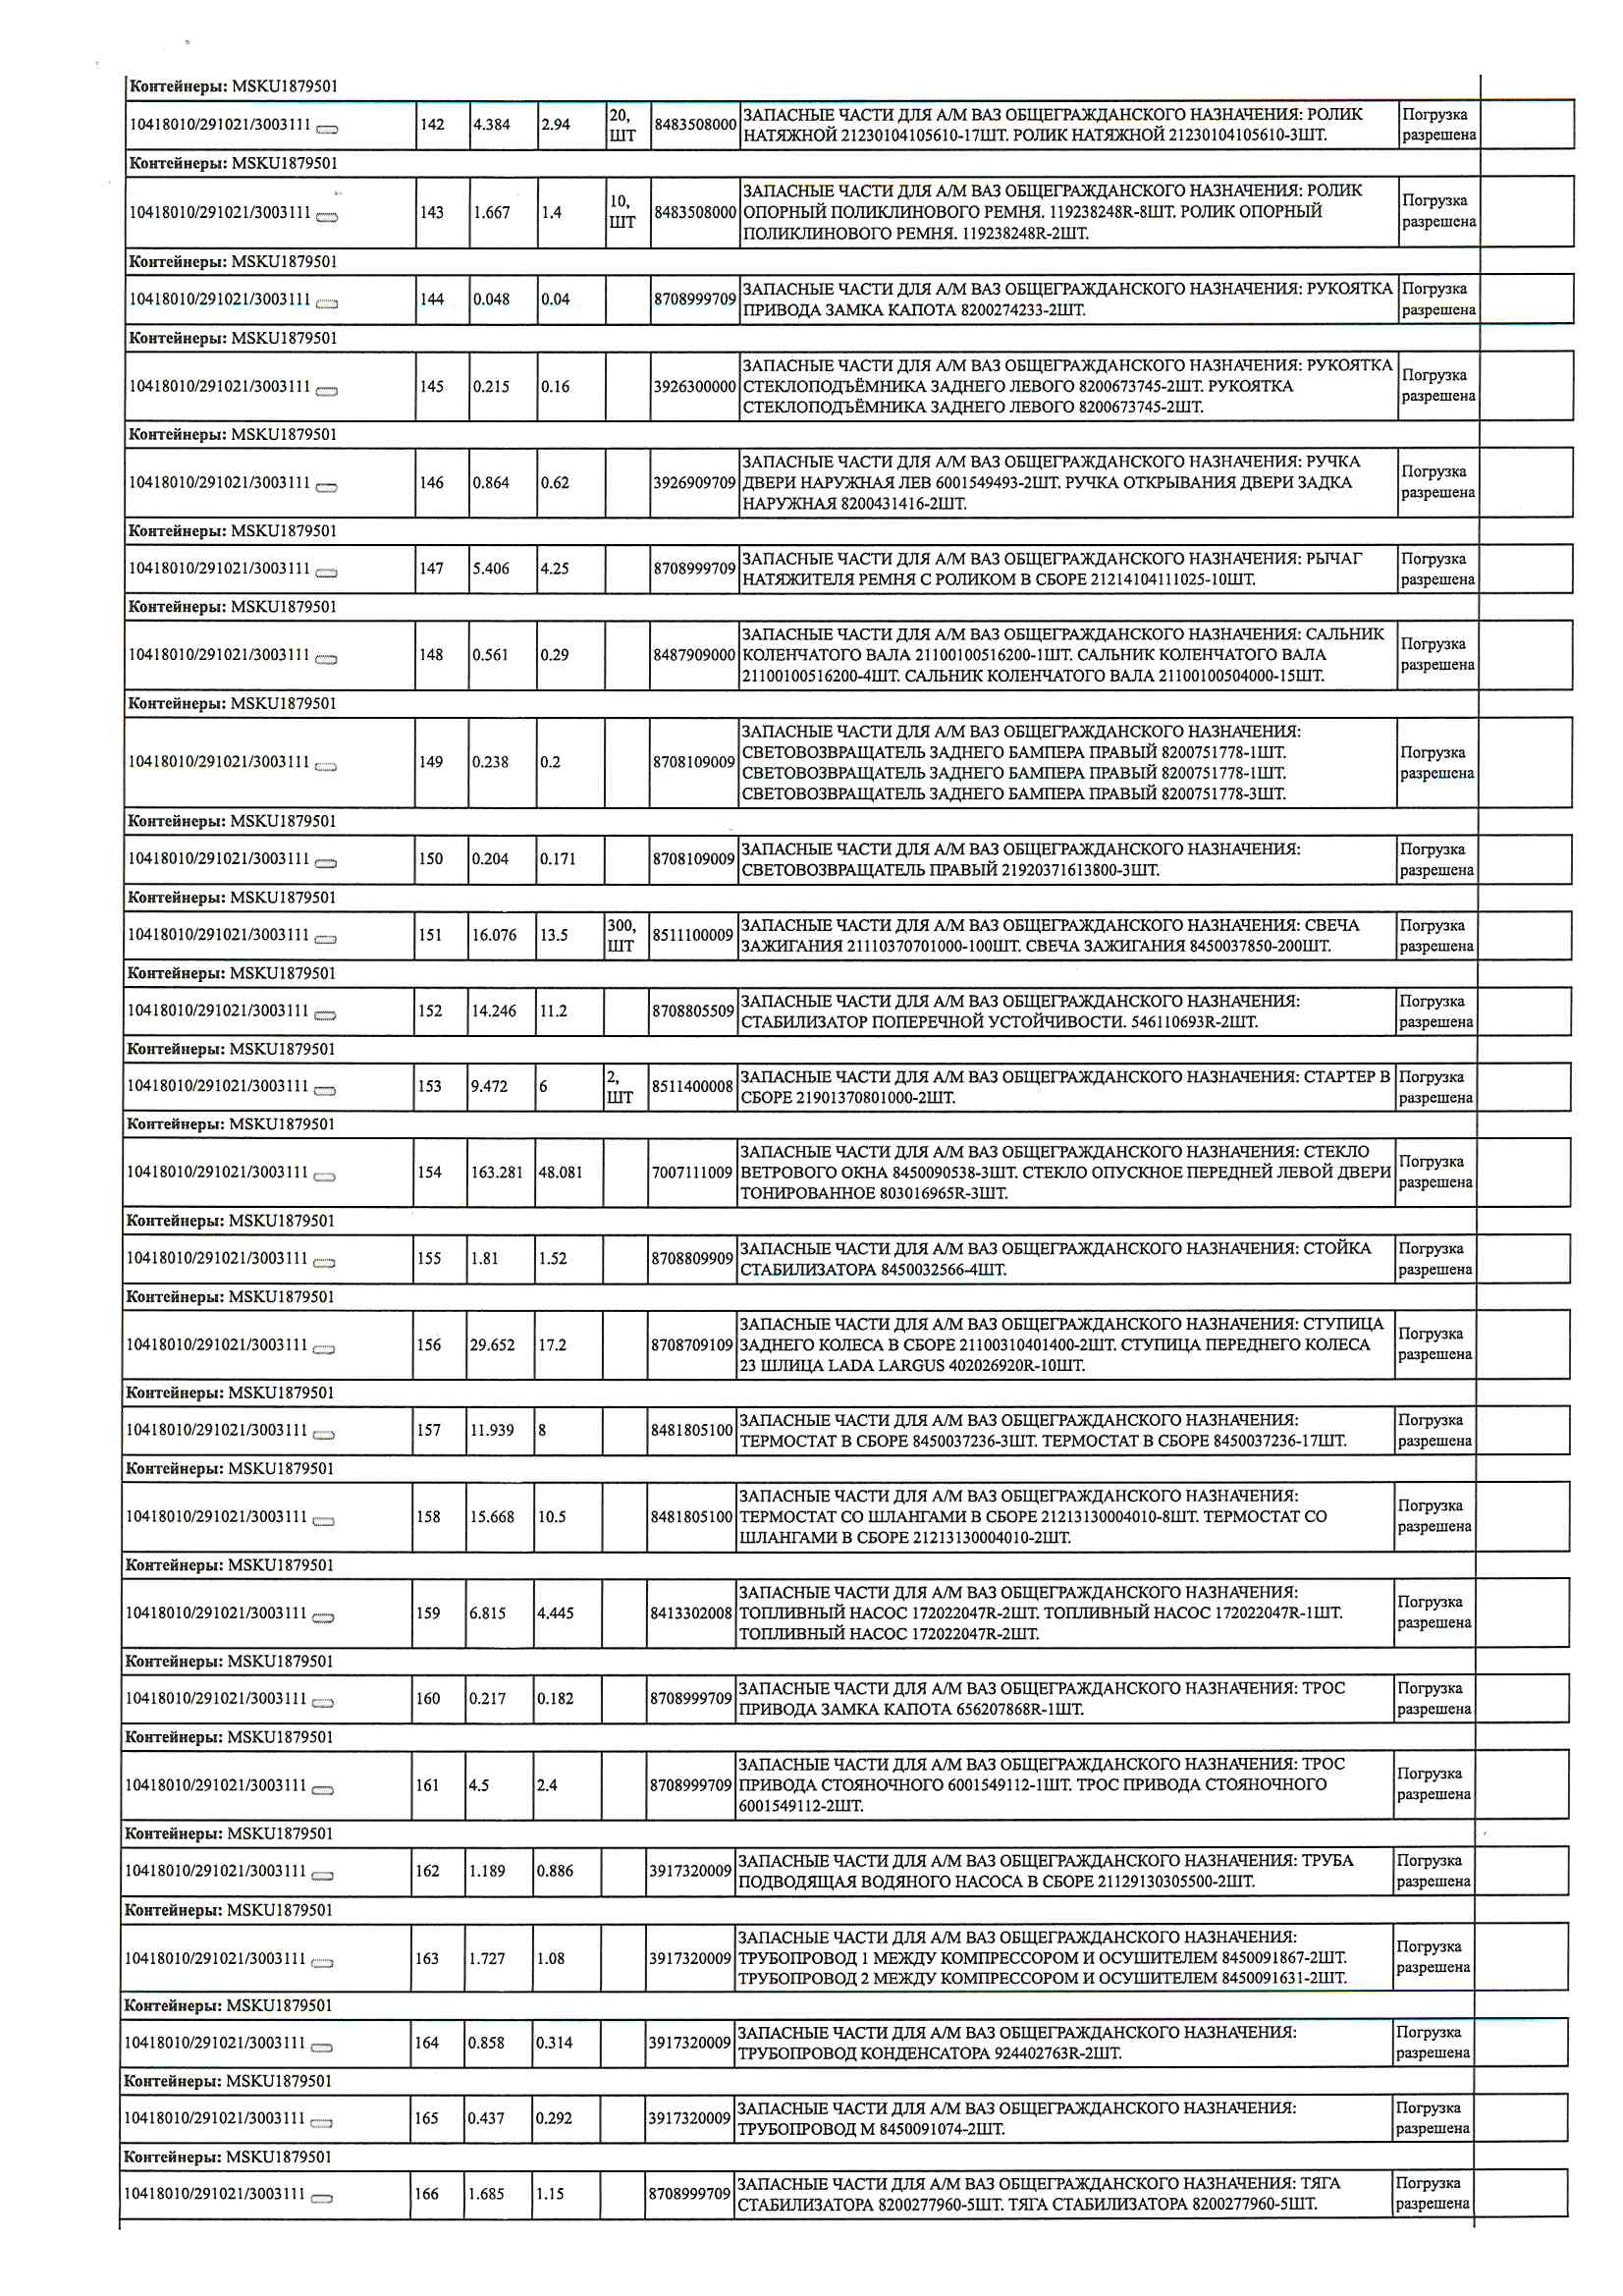 Контейнеры: MSKU1879501
10418010/291021/3003111 142 4.384 2.94 20, ШТ 8483508000 ЗАПАСНЫЕ ЧАСТИ ДЛЯ А/М ВАЗ ОБЩЕГРАЖДАНСКОГО НАЗНАЧЕНИЯ: РОЛИК Погрузка
НАТЯЖНОЙ 21230104105610-17ШТ. РОЛИК НАТЯЖНОЙ 21230104105610-3ШТ. разрешена
Контейнеры: MSKU1879501
10418010/291021/3003111 143 1.667 1.4 10, ШТ 8483508000 ЗАПАСНЫЕ ЧАСТИ ДЛЯ А/М ВАЗ ОБЩЕГРАЖДАНСКОГО НАЗНАЧЕНИЯ: РОЛИК Погрузка
ОПОРНЫЙ ПОЛИКЛИНОВОГО РЕМНЯ. 119238248R-8ШТ. РОЛИК ОПОРНЫЙ разрешена
ПОЛИКЛИНОВОГО РЕМНЯ. 119238248R-2ШТ.
Контейнеры: MSKU1879501
10418010/291021/3003111 144 0.048 0.04 8708999709 ЗАПАСНЫЕ ЧАСТИ ДЛЯ А/М ВАЗ ОБЩЕГРАЖДАНСКОГО НАЗНАЧЕНИЯ: РУКОЯТКА Погрузка
ПРИВОДА ЗАМКА КАПОТА 8200274233-2ШТ. разрешена
Контейнеры: MSKU1879501
10418010/291021/3003111 145 0.215 0.16 3926300000 ЗАПАСНЫЕ ЧАСТИ ДЛЯ А/М ВАЗ ОБЩЕГРАЖДАНСКОГО НАЗНАЧЕНИЯ: РУКОЯТКА Погрузка
СТЕКЛОПОДЪЁМНИКА ЗАДНЕГО ЛЕВОГО 8200673745-2ШТ. РУКОЯТКА разрешена
СТЕКЛОПОДЪЁМНИКА ЗАДНЕГО ЛЕВОГО 8200673745-2ШТ.
Контейнеры: MSKU1879501
10418010/291021/3003111 146 0.864 0.62 3926909709 ЗАПАСНЫЕ ЧАСТИ ДЛЯ А/М ВАЗ ОБЩЕГРАЖДАНСКОГО НАЗНАЧЕНИЯ: РУЧКА Погрузка
ДВЕРИ НАРУЖНАЯ ЛЕВ 6001549493-2ШТ. РУЧКА ОТКРЫВАНИЯ ДВЕРИ ЗАДКА разрешена
НАРУЖНАЯ 8200431416-2ШТ.
Контейнеры: MSKU1879501
10418010/291021/3003111 147 5.406 4.25 8708999709 ЗАПАСНЫЕ ЧАСТИ ДЛЯ А/М ВАЗ ОБЩЕГРАЖДАНСКОГО НАЗНАЧЕНИЯ: РЫЧАГ Погрузка
НАТЯЖИТЕЛЯ РЕМНЯ С РОЛИКОМ В СБОРЕ 21214104111025-10ШТ. разрешена
Контейнеры: MSKU1879501
10418010/291021/3003111 148 0.561 0.29 8487909000 ЗАПАСНЫЕ ЧАСТИ ДЛЯ А/М ВАЗ ОБЩЕГРАЖДАНСКОГО НАЗНАЧЕНИЯ: САЛЬНИК Погрузка
КОЛЕНЧАТОГО ВАЛА 21100100516200-1ШТ. САЛЬНИК КОЛЕНЧАТОГО ВАЛА разрешена
21100100516200-4ШТ. САЛЬНИК КОЛЕНЧАТОГО ВАЛА 21100100504000-15ШТ.
Контейнеры: MSKU1879501
10418010/291021/3003111 149 0.238 0.2 8708109009 ЗАПАСНЫЕ ЧАСТИ ДЛЯ А/М ВАЗ ОБЩЕГРАЖДАНСКОГО НАЗНАЧЕНИЯ: Погрузка
СВЕТОВОЗВРАЩАТЕЛЬ ЗАДНЕГО БАМПЕРА ПРАВЫЙ 8200751778-1ШТ. разрешена
СВЕТОВОЗВРАЩАТЕЛЬ ЗАДНЕГО БАМПЕРА ПРАВЫЙ 8200751778-1ШТ.
СВЕТОВОЗВРАЩАТЕЛЬ ЗАДНЕГО БАМПЕРА ПРАВЫЙ 8200751778-3ШТ.
Контейнеры: MSKU1879501
10418010/291021/3003111 150 0.204 0.171 8708109009 ЗАПАСНЫЕ ЧАСТИ ДЛЯ А/М ВАЗ ОБЩЕГРАЖДАНСКОГО НАЗНАЧЕНИЯ: Погрузка
СВЕТОВОЗВРАЩАТЕЛЬ ПРАВЫЙ 21920371613800-3ШТ. разрешена
Контейнеры: MSKU1879501
10418010/291021/3003111 151 16.076 13.5 300, ШТ 8511100009 ЗАПАСНЫЕ ЧАСТИ ДЛЯ А/М ВАЗ ОБЩЕГРАЖДАНСКОГО НАЗНАЧЕНИЯ: СВЕЧА Погрузка
ЗАЖИГАНИЯ 21110370701000-100ШТ. СВЕЧА ЗАЖИГАНИЯ 8450037850-200ШТ. разрешена
Контейнеры: MSKU1879501
10418010/291021/3003111 152 14.246 11.2 8708805509 ЗАПАСНЫЕ ЧАСТИ ДЛЯ А/М ВАЗ ОБЩЕГРАЖДАНСКОГО НАЗНАЧЕНИЯ: Погрузка
СТАБИЛИЗАТОР ПОПЕРЕЧНОЙ УСТОЙЧИВОСТИ. 546110693R-2ШТ. разрешена
Контейнеры: MSKU1879501
10418010/291021/3003111 153 9.472 6 2, ШТ 8511400008 ЗАПАСНЫЕ ЧАСТИ ДЛЯ А/М ВАЗ ОБЩЕГРАЖДАНСКОГО НАЗНАЧЕНИЯ: СТАРТЕР В Погрузка
СБОРЕ 21901370801000-2ШТ. разрешена
Контейнеры: MSKU1879501
10418010/291021/3003111 154 163.281 48.081 7007111009 ЗАПАСНЫЕ ЧАСТИ ДЛЯ А/М ВАЗ ОБЩЕГРАЖДАНСКОГО НАЗНАЧЕНИЯ: СТЕКЛО Погрузка
ВЕТРОВОГО ОКНА 8450090538-3ШТ. СТЕКЛО ОПУСКНОЕ ПЕРЕДНЕЙ ЛЕВОЙ ДВЕРИ разрешена
ТОНИРОВАННОЕ 803016965R-3ШТ.
Контейнеры: MSKU1879501
10418010/291021/3003111 155 1.81 1.52 8708809909 ЗАПАСНЫЕ ЧАСТИ ДЛЯ А/М ВАЗ ОБЩЕГРАЖДАНСКОГО НАЗНАЧЕНИЯ: СТОЙКА Погрузка
СТАБИЛИЗАТОРА 8450032566-4ШТ. разрешена
Контейнеры: MSKU1879501
10418010/291021/3003111 156 29.652 17.2 8708709109 ЗАПАСНЫЕ ЧАСТИ ДЛЯ А/М ВАЗ ОБЩЕГРАЖДАНСКОГО НАЗНАЧЕНИЯ: СТУПИЦА Погрузка
ЗАДНЕГО КОЛЕСА В СБОРЕ 21100310401400-2ШТ. СТУПИЦА ПЕРЕДНЕГО КОЛЕСА разрешена
23 ШЛИЦА LADA LARGUS 402026920R-10ШТ.
Контейнеры: MSKU1879501
10418010/291021/3003111 157 11.939 8 8481805100 ЗАПАСНЫЕ ЧАСТИ ДЛЯ А/М ВАЗ ОБЩЕГРАЖДАНСКОГО НАЗНАЧЕНИЯ: Погрузка
ТЕРМОСТАТ В СБОРЕ 8450037236-3ШТ. ТЕРМОСТАТ В СБОРЕ 8450037236-17ШТ. разрешена
Контейнеры: MSKU1879501
10418010/291021/3003111 158 15.668 10.5 8481805100 ЗАПАСНЫЕ ЧАСТИ ДЛЯ А/М ВАЗ ОБЩЕГРАЖДАНСКОГО НАЗНАЧЕНИЯ: Погрузка
ТЕРМОСТАТ СО ШЛАНГАМИ В СБОРЕ 21213130004010-8ШТ. ТЕРМОСТАТ СО разрешена
ШЛАНГАМИ В СБОРЕ 21213130004010-2ШТ.
Контейнеры: MSKU1879501
10418010/291021/3003111 159 6.815 4.445 8413302008 ЗАПАСНЫЕ ЧАСТИ ДЛЯ А/М ВАЗ ОБЩЕГРАЖДАНСКОГО НАЗНАЧЕНИЯ: Погрузка
ТОПЛИВНЫЙ НАСОС 172022047R-2ШТ. ТОПЛИВНЫЙ НАСОС 172022047R-1ШТ. разрешена
ТОПЛИВНЫЙ НАСОС 172022047R-2ШТ.
Контейнеры: MSKU1879501
10418010/291021/3003111 160 0.217 0.182 8708999709 ЗАПАСНЫЕ ЧАСТИ ДЛЯ А/М ВАЗ ОБЩЕГРАЖДАНСКОГО НАЗНАЧЕНИЯ: ТРОС Погрузка
ПРИВОДА ЗАМКА КАПОТА 656207868R-1ШТ. разрешена
Контейнеры: MSKU1879501
10418010/291021/3003111 161 4.5 2.4 8708999709 ЗАПАСНЫЕ ЧАСТИ ДЛЯ А/М ВАЗ ОБЩЕГРАЖДАНСКОГО НАЗНАЧЕНИЯ: ТРОС Погрузка
ПРИВОДА СТОЯНОЧНОГО 6001549112-1ШТ. ТРОС ПРИВОДА СТОЯНОЧНОГО разрешена
6001549112-2ШТ.
Контейнеры: MSKU1879501
10418010/291021/3003111 162 1.189 0.886 3917320009 ЗАПАСНЫЕ ЧАСТИ ДЛЯ А/М ВАЗ ОБЩЕГРАЖДАНСКОГО НАЗНАЧЕНИЯ: ТРУБА Погрузка
ПОДВОДЯЩАЯ ВОДЯНОГО НАСОСА В СБОРЕ 21129130305500-2ШТ. разрешена
Контейнеры: MSKU1879501
10418010/291021/3003111 163 1.727 1.08 3917320009 ЗАПАСНЫЕ ЧАСТИ ДЛЯ А/М ВАЗ ОБЩЕГРАЖДАНСКОГО НАЗНАЧЕНИЯ: Погрузка
ТРУБОПРОВОД 1 МЕЖДУ КОМПРЕССОРОМ И ОСУШИТЕЛЕМ 8450091867-2ШТ. разрешена
ТРУБОПРОВОД 2 МЕЖДУ КОМПРЕССОРОМ И ОСУШИТЕЛЕМ 8450091631-2ШТ.
Контейнеры: MSKU1879501
10418010/291021/3003111 164 0.858 0.314 3917320009 ЗАПАСНЫЕ ЧАСТИ ДЛЯ А/М ВАЗ ОБЩЕГРАЖДАНСКОГО НАЗНАЧЕНИЯ: Погрузка
ТРУБОПРОВОД КОНДЕНСАТОРА 924402763R-2ШТ. разрешена
Контейнеры: MSKU1879501
10418010/291021/3003111 165 0.437 0.292 3917320009 ЗАПАСНЫЕ ЧАСТИ ДЛЯ А/М ВАЗ ОБЩЕГРАЖДАНСКОГО НАЗНАЧЕНИЯ: Погрузка
ТРУБОПРОВОД М 8450091074-2ШТ. разрешена
Контейнеры: MSKU1879501
10418010/291021/3003111 166 1.685 1.15 8708999709 ЗАПАСНЫЕ ЧАСТИ ДЛЯ А/М ВАЗ ОБЩЕГРАЖДАНСКОГО НАЗНАЧЕНИЯ: ТЯГА Погрузка
СТАБИЛИЗАТОРА 8200277960-5ШТ. ТЯГА СТАБИЛИЗАТОРА 8200277960-5ШТ. разрешена